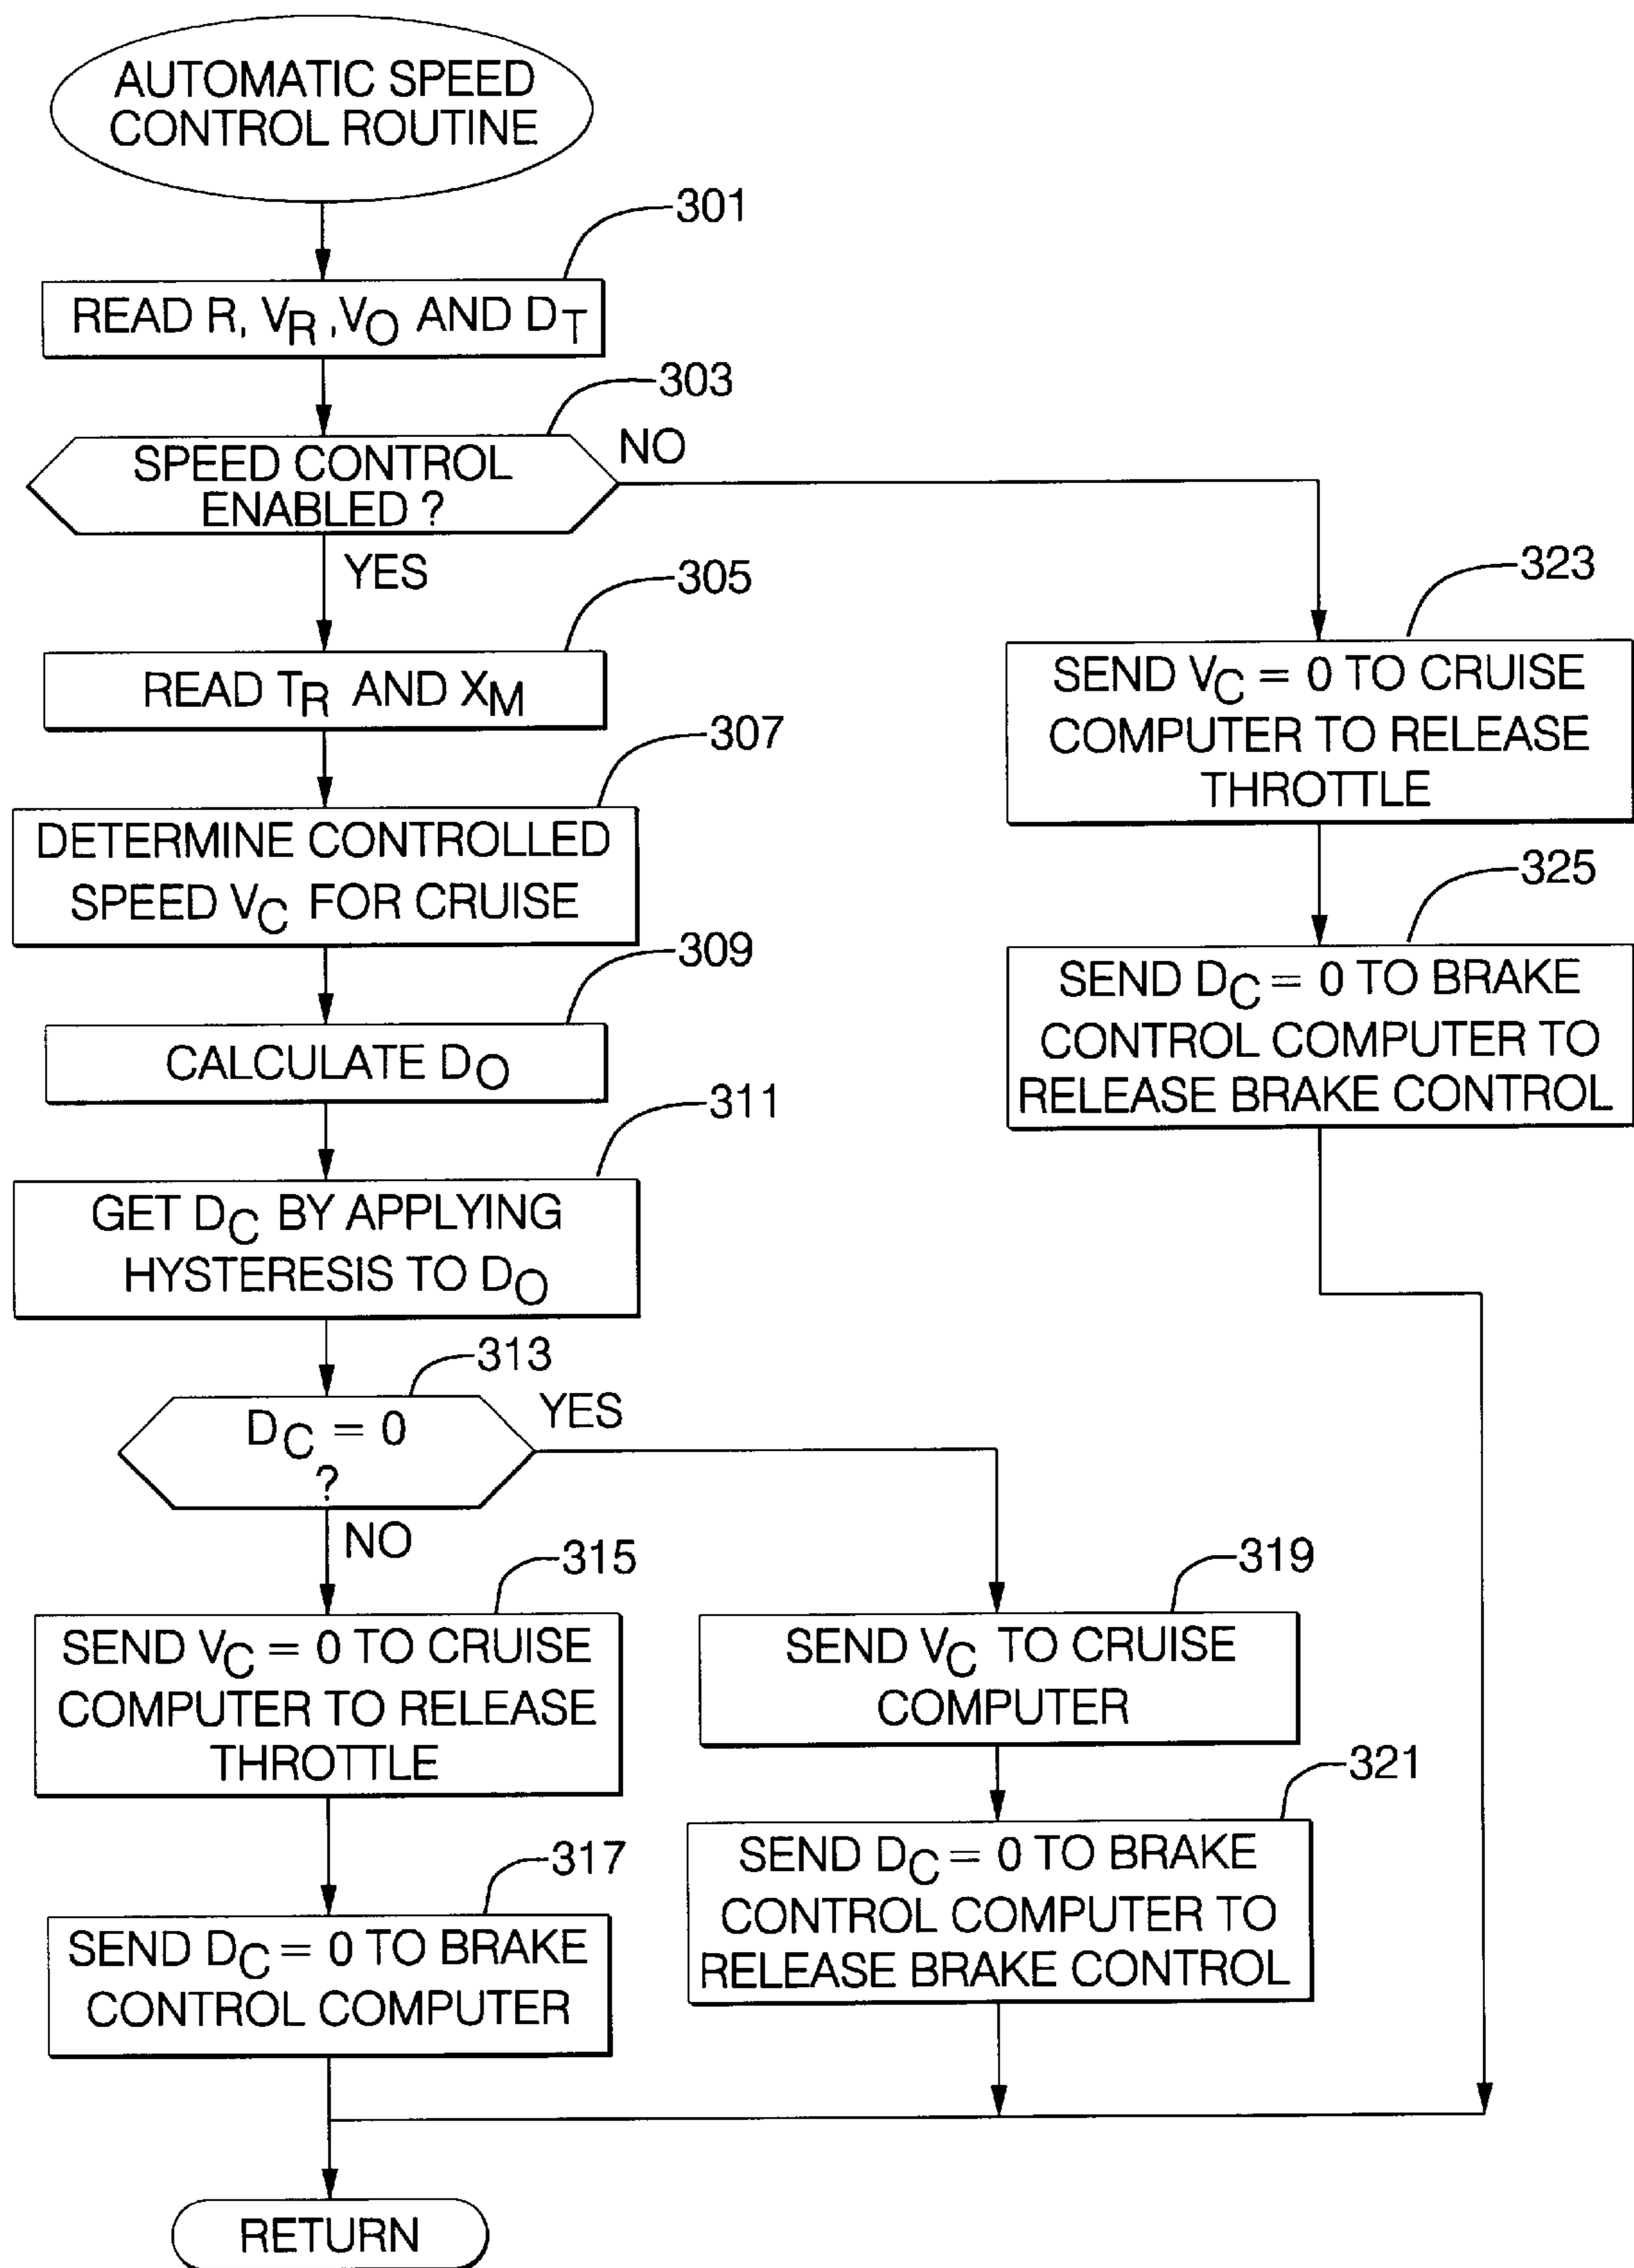 AUTOMATIC SPEED
CONTROL ROUTINE
301
READ R, VR ,VO AND DT
303
SPEED CONTROL
ENABLED ?
NO
YES
305
READ TR AND XM
307
DETERMINE CONTROLLED
SPEED VC FOR CRUISE
309
CALCULATE DO
311
GET DC BY APPLYING
HYSTERESIS TO DO
313
DC = 0
?
YES
NO
315
SEND VC = 0 TO CRUISE
COMPUTER TO RELEASE
THROTTLE
317
SEND DC = 0 TO BRAKE
CONTROL COMPUTER
319
SEND VC TO CRUISE
COMPUTER
321
SEND DC = 0 TO BRAKE
CONTROL COMPUTER TO
RELEASE BRAKE CONTROL
323
SEND VC = 0 TO CRUISE
COMPUTER TO RELEASE
THROTTLE
325
SEND DC = 0 TO BRAKE
CONTROL COMPUTER TO
RELEASE BRAKE CONTROL
RETURN